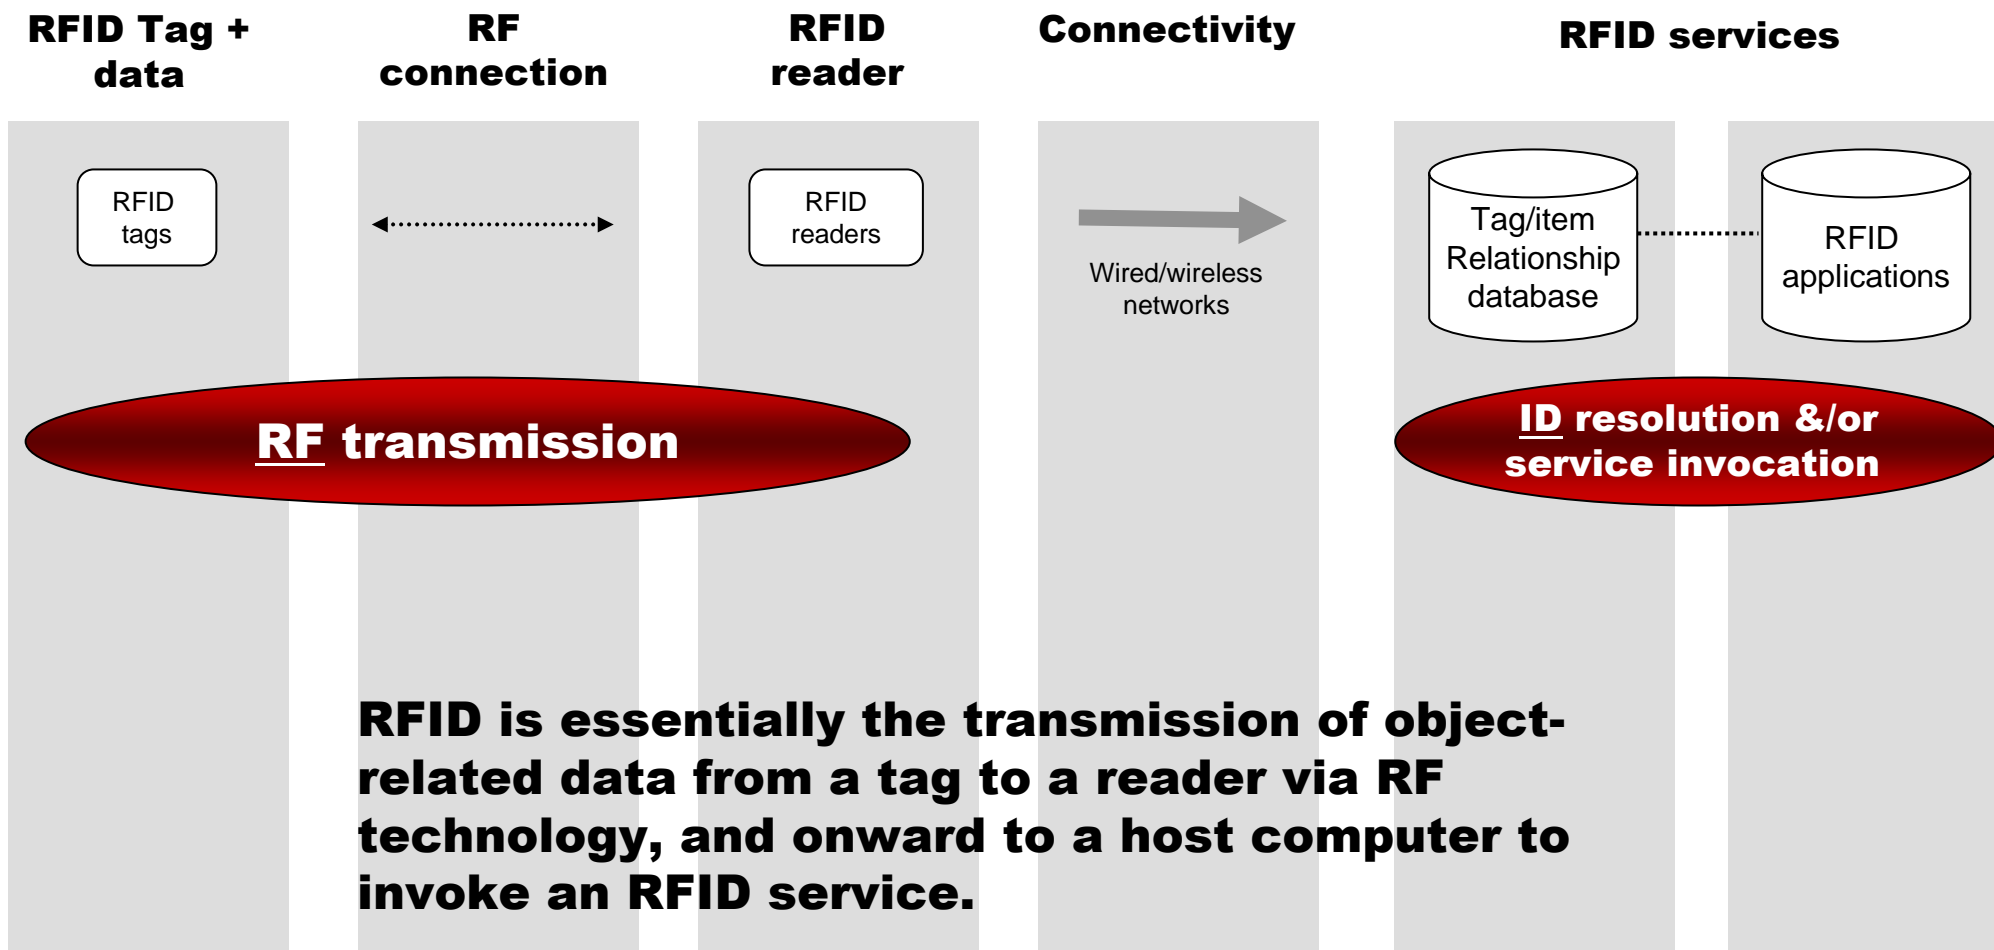 RFID Tag +
data
RF
connection
RFID
reader
Connectivity
RFID services
RFID
tags
RFID
readers
Wired/wireless
networks
Tag/item
Relationship
database
RFID
applications
RF transmission
ID resolution &/or
service invocation
RFID is essentially the transmission of object-
related data from a tag to a reader via RF
technology, and onward to a host computer to
invoke an RFID service.